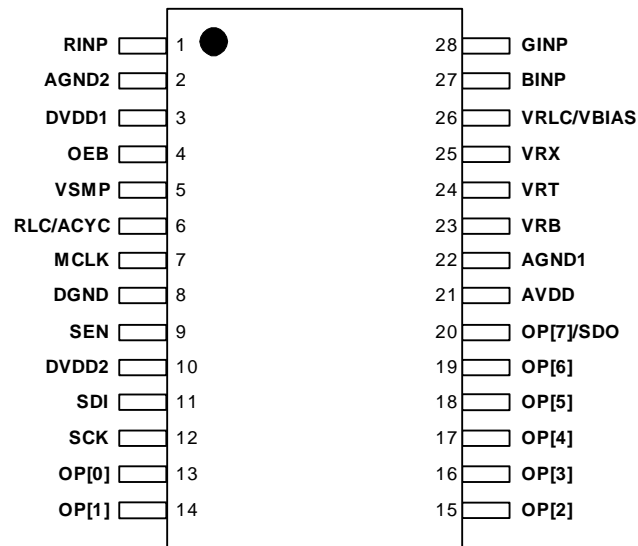 RINP 1 28 GINP
AGND2 2 27 BINP
DVDD1 3 26 VRLC/VBIAS
OEB 4 25 VRX
VSMP 5 24 VRT
RLC/ACYC 6 23 VRB
MCLK 7 22 AGND1
DGND 8 21 AVDD
SEN 9 20 OP[7]/SDO
DVDD2 10 19 OP[6]
SDI 11 18 OP[5]
SCK 12 17 OP[4]
OP[0] 13 16 OP[3]
OP[1] 14 15 OP[2]